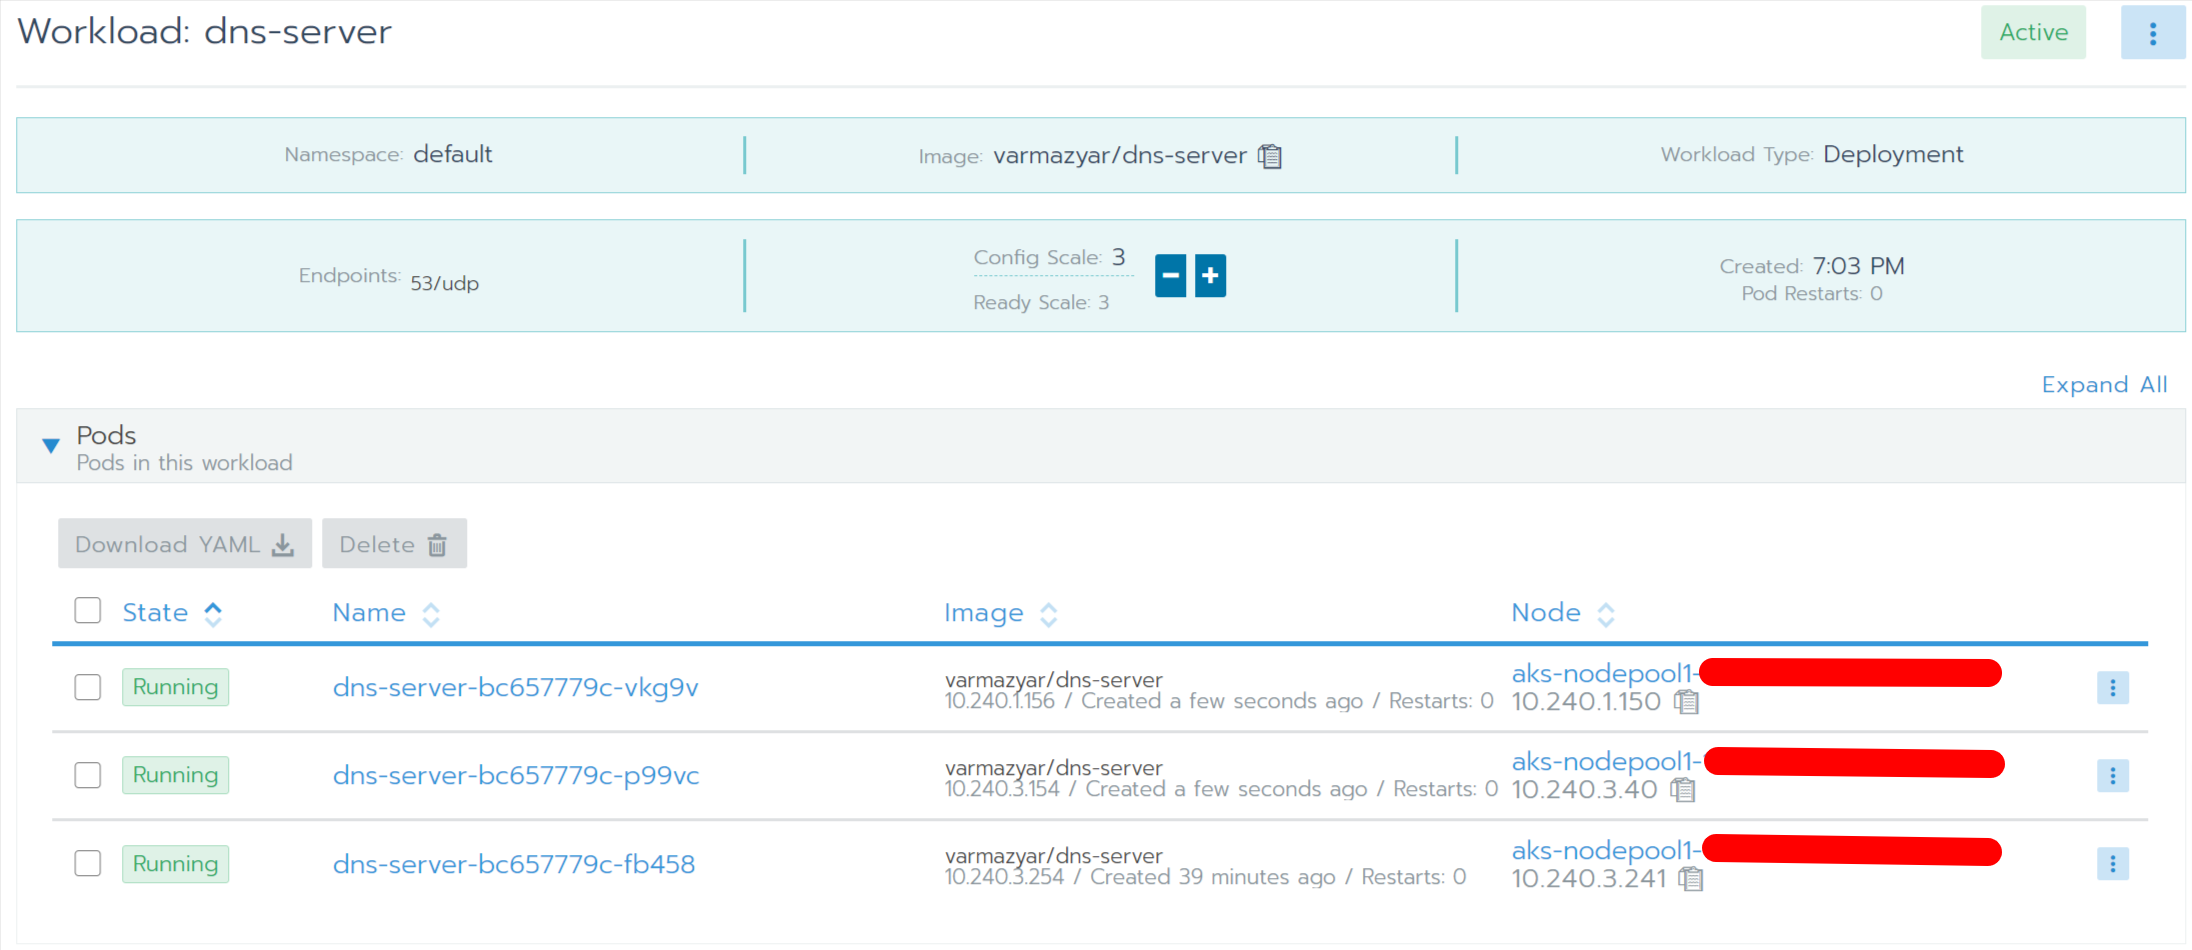 Workload: dns-server
Active
Namespace: default
Image: varmazyar/dns-server
Workload Type: Deployment
Endpoints: 53/udp
Config Scale: 3
Ready Scale: 3
Created: 7:03 PM
Pod Restarts: 0
Expand All
Pods
Pods in this workload
Download YAML
Delete
State Name Image Node
Running dns-server-bc657779c-vkg9v
varmazyar/dns-server
10.240.1.156 / Created a few seconds ago / Restarts: 0
aks-nodepool1-
10.240.1.150
Running dns-server-bc657779c-p99vc
varmazyar/dns-server
10.240.3.154 / Created a few seconds ago / Restarts: 0
aks-nodepool1-
10.240.3.40
Running dns-server-bc657779c-fb458
varmazyar/dns-server
10.240.3.254 / Created 39 minutes ago / Restarts: 0
aks-nodepool1-
10.240.3.241